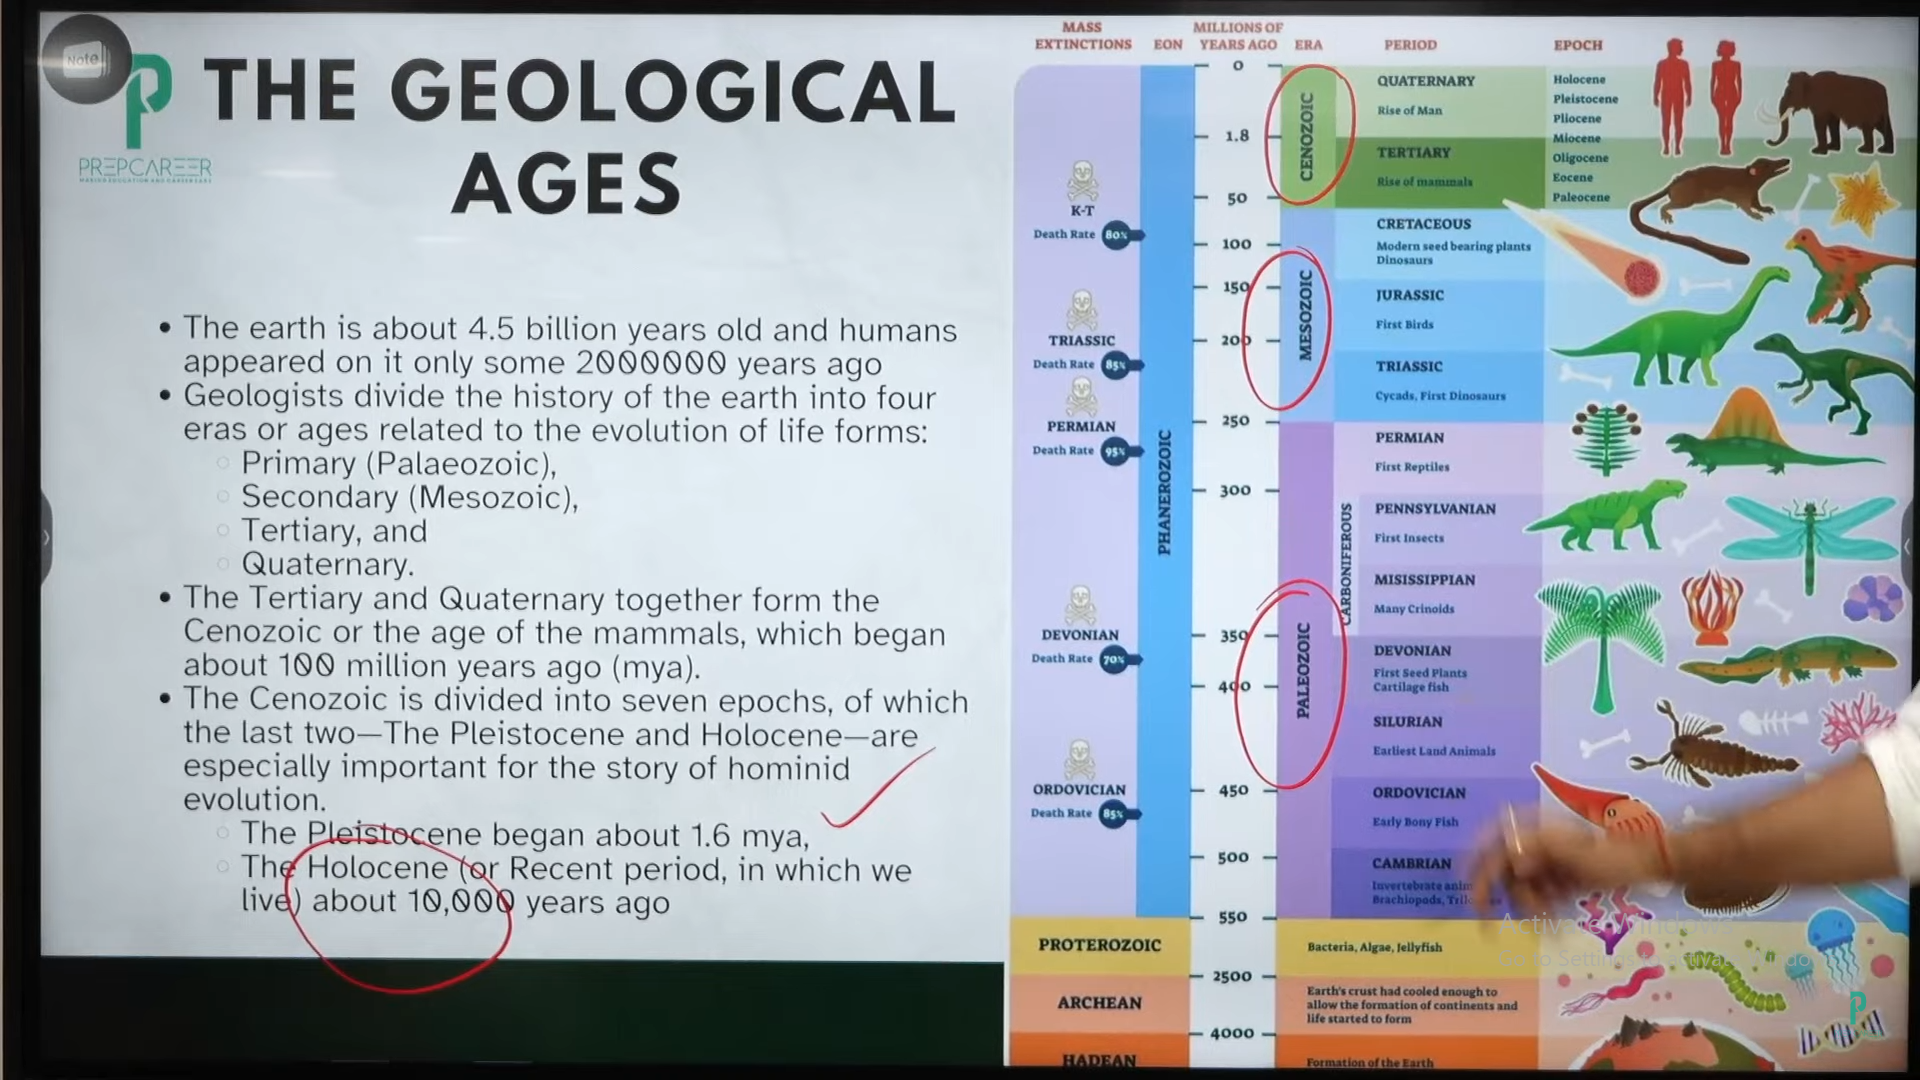 Note
PREPCAREER
THE GEOLOGICAL
AGES
• The earth is about 4.5 billion years old and humans
appeared on it only some 2000000 years ago
• Geologists divide the history of the earth into four
eras or ages related to the evolution of life forms:
○ Primary (Palaeozoic),
○ Secondary (Mesozoic),
○ Tertiary, and
○ Quaternary.
• The Tertiary and Quaternary together form the
Cenozoic or the age of the mammals, which began
about 100 million years ago (mya).
• The Cenozoic is divided into seven epochs, of which
the last two—The Pleistocene and Holocene—are
especially important for the story of hominid
evolution.
○ The Pleistocene began about 1.6 mya,
○ The Holocene (or Recent period, in which we
live) about 10,000 years ago
MASS
EXTINCTIONS
EON
MILLIONS OF
YEARS AGO
ERA
PERIOD
EPOCH
K-T
Death Rate 80%
TRIASSIC
Death Rate 85%
PERMIAN
Death Rate 95%
DEVONIAN
Death Rate 70%
ORDOVICIAN
Death Rate 85%
PHANEROZOIC
PROTEROZOIC
ARCHEAN
HADEAN
0
1.8
50
100
150
200
250
300
350
400
450
500
550
2500
4000
CENOZOIC
MESOZOIC
PALEOZOIC
CARBONIFEROUS
QUATERNARY
Rise of Man
TERTIARY
Rise of mammals
CRETACEOUS
Modern seed bearing plants
Dinosaurs
JURASSIC
First Birds
TRIASSIC
Cycads, First Dinosaurs
PERMIAN
First Reptiles
PENNSYLVANIAN
First Insects
MISISSIPPIAN
Many Crinoids
DEVONIAN
First Seed Plants
Cartilage fish
SILURIAN
Earliest Land Animals
ORDOVICIAN
Early Bony Fish
CAMBRIAN
Invertebrate
Brachiopods,
Bacteria, Algae, Jellyfish
Earth's crust had cooled enough to
allow the formation of continents and
life started to form
Formation of the Earth
Holocene
Pleistocene
Pliocene
Miocene
Oligocene
Eocene
Paleocene
Activate Windows
Go to Settings to activate